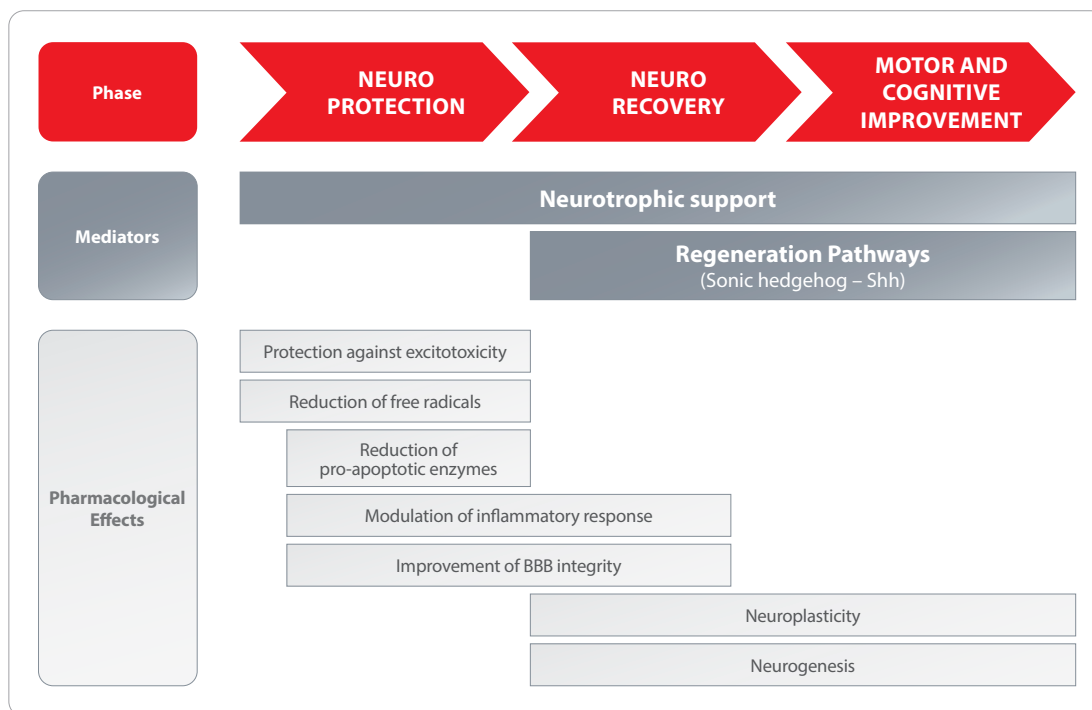 Phase
NEURO
PROTECTION
NEURO
RECOVERY
MOTOR AND
COGNITIVE
IMPROVEMENT
Mediators
Neurotrophic support
Regeneration Pathways
(Sonic hedgehog – Shh)
Pharmacological
Effects
Protection against excitotoxicity
Reduction of free radicals
Reduction of
pro-apoptotic enzymes
Modulation of inflammatory response
Improvement of BBB integrity
Neuroplasticity
Neurogenesis